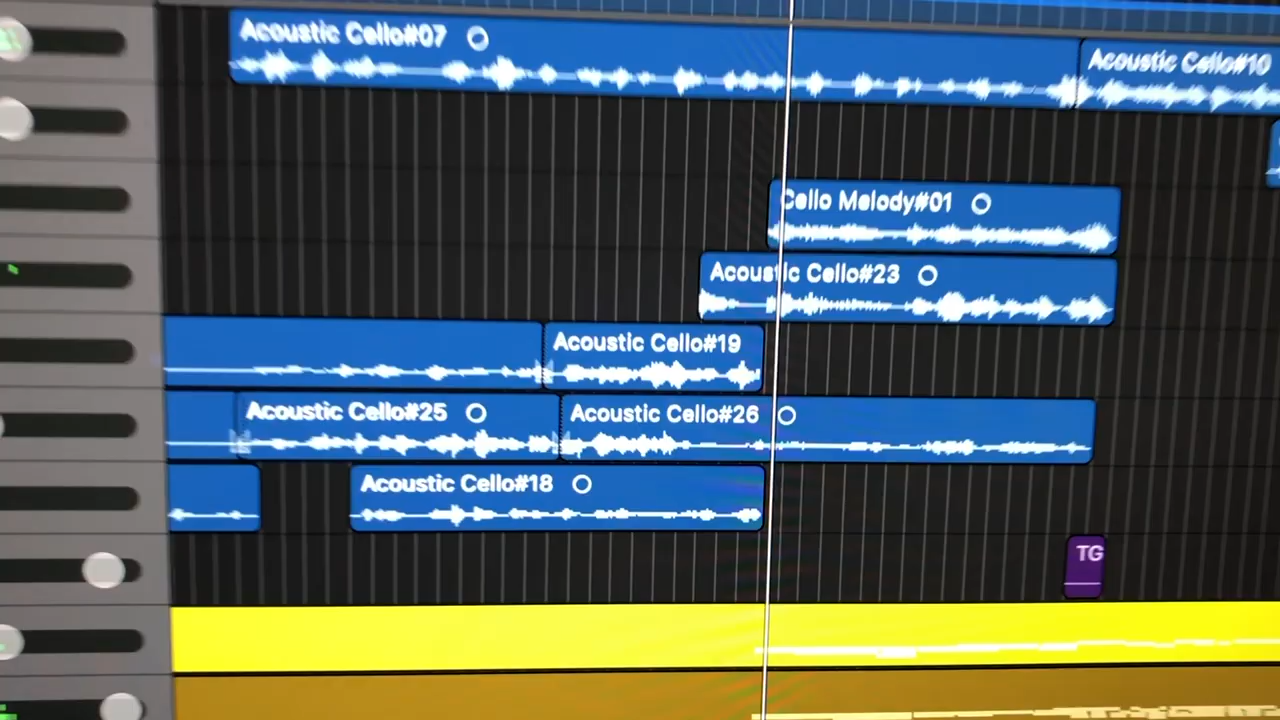 Acoustic Cello#07
Acoustic Cello#10
Cello Melody#01
Acoustic Cello#23
Acoustic Cello#19
Acoustic Cello#25
Acoustic Cello#26
Acoustic Cello#18
TG